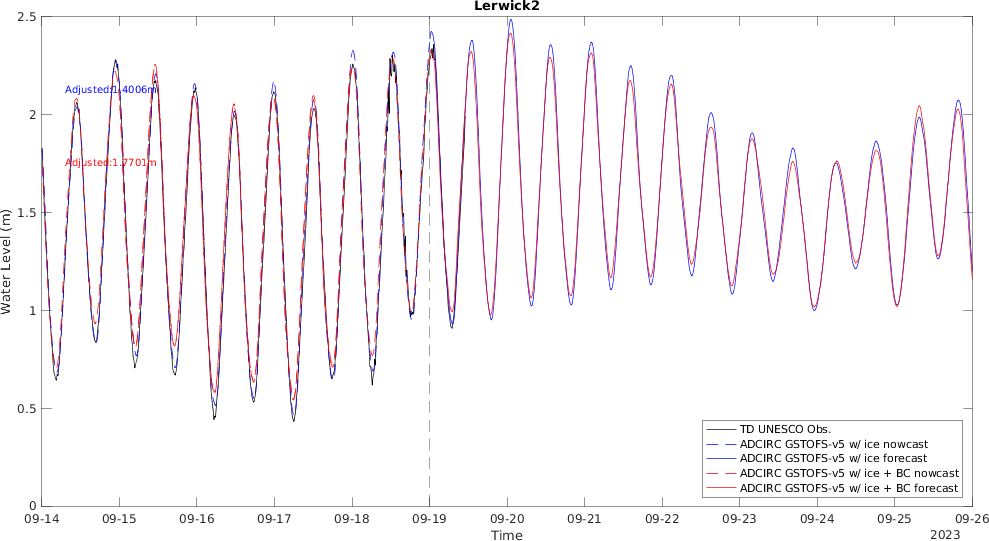 Lerwick2
2.5
2
1.5
1
0.5
0
Water Level (m)
Adjusted:1.4006m
Adjusted:1.7701m
TD UNESCO Obs.
ADCIRC GSTOFS-v5 w/ ice nowcast
ADCIRC GSTOFS-v5 w/ ice forecast
ADCIRC GSTOFS-v5 w/ ice + BC nowcast
ADCIRC GSTOFS-v5 w/ ice + BC forecast
09-14 09-15 09-16 09-17 09-18 09-19 09-20 09-21 09-22 09-23 09-24 09-25 09-26
Time
2023